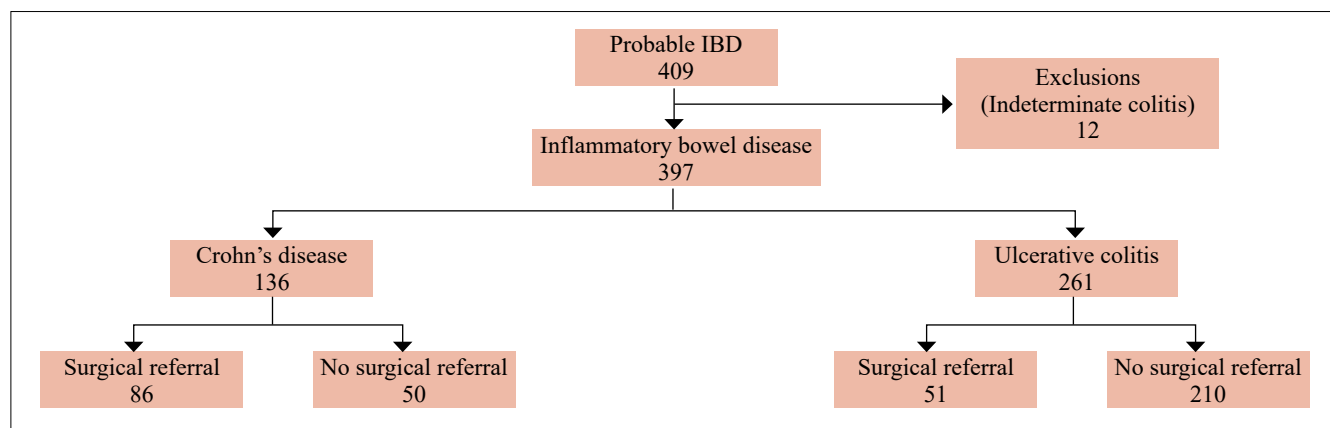 Probable IBD
409
Exclusions
(Indeterminate colitis)
12
Inflammatory bowel disease
397
Crohn’s disease
136
Ulcerative colitis
261
Surgical referral
86
No surgical referral
50
Surgical referral
51
No surgical referral
210